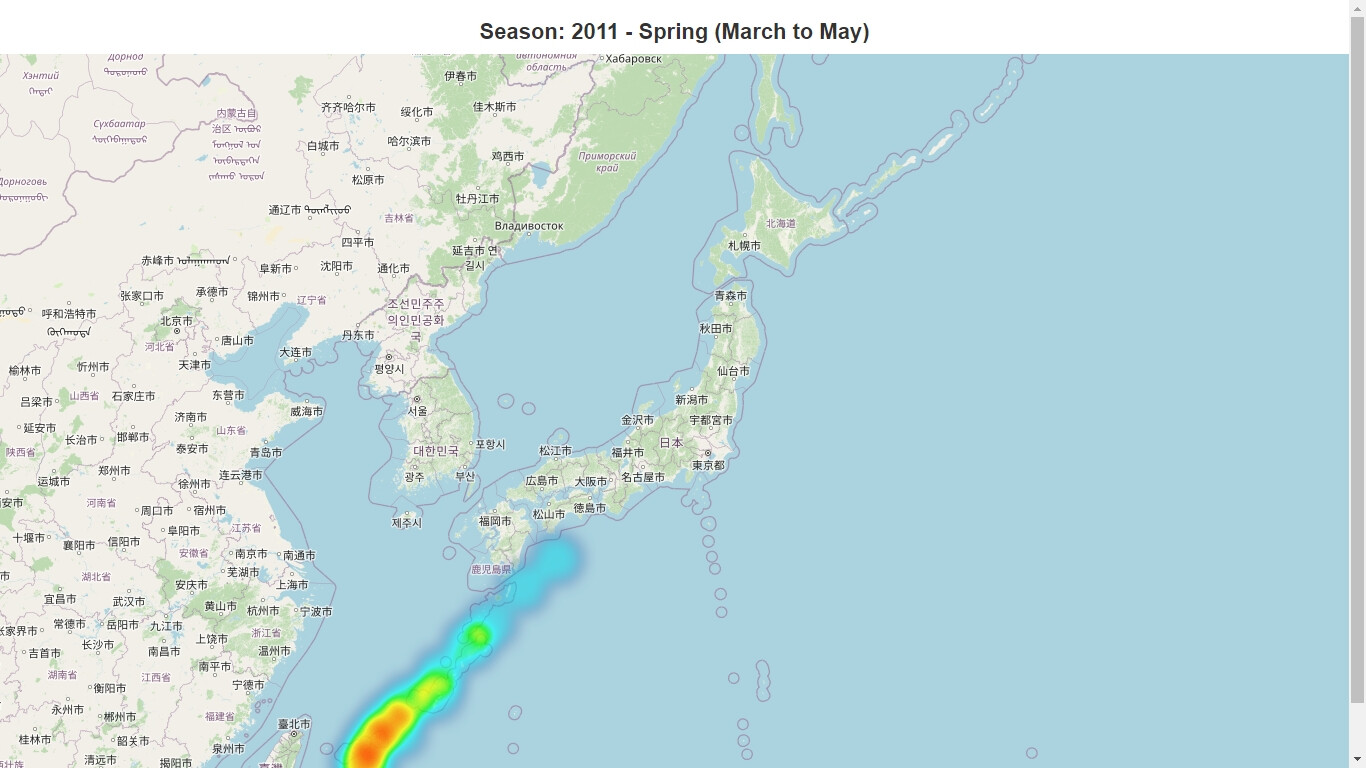 Season: 2011 - Spring (March to May)
Хабаровск
автономная
область
Дорнод
Хэнтий
伊春市
齐齐哈尔市
绥化市
佳木斯市
内蒙古自
治区
Сүхбаатар
哈尔滨市
白城市
鸡西市
Приморский
край
松原市
Дорноговь
牡丹江市
通辽市
吉林省
北海道
Владивосток
四平市
札幌市
延吉市 연
길시
赤峰市
阜新市
沈阳市
通化市
张家口市
承德市
锦州市
辽宁省
青森市
조선민주주
의인민공화
국
呼和浩特市
北京市
秋田市
唐山市
丹东市
河北省
大连市
天津市
평양시
榆林市
忻州市
仙台市
吕梁市
山西省
石家庄市
东营市
威海市
서울
新潟市
延安市
济南市
金沢市
宇都宮市
长治市
邯郸市
山东省
泰安市
青岛市
포항시
日本
陕西省
대한민국
松江市
福井市
东京都
郑州市
连云港市
광주
부산
広島市
大阪市
名古屋市
运城市
徐州市
河南省
周口市
宿州市
제주시
福岡市
松山市
徳島市
十堰市
襄阳市
信阳市
阜阳市
江苏省
安徽省
南京市
南通市
鹿児島県
湖北省
芜湖市
安庆市
上海市
宜昌市
武汉市
黄山市
杭州市
宁波市
常德市
岳阳市
九江市
张家界市
浙江省
吉首市
长沙市
南昌市
上饶市
温州市
湖南省
江西省
南平市
衡阳市
宁德市
永州市
郴州市
福建省
臺北市
桂林市
韶关市
泉州市
清远市
揭阳市